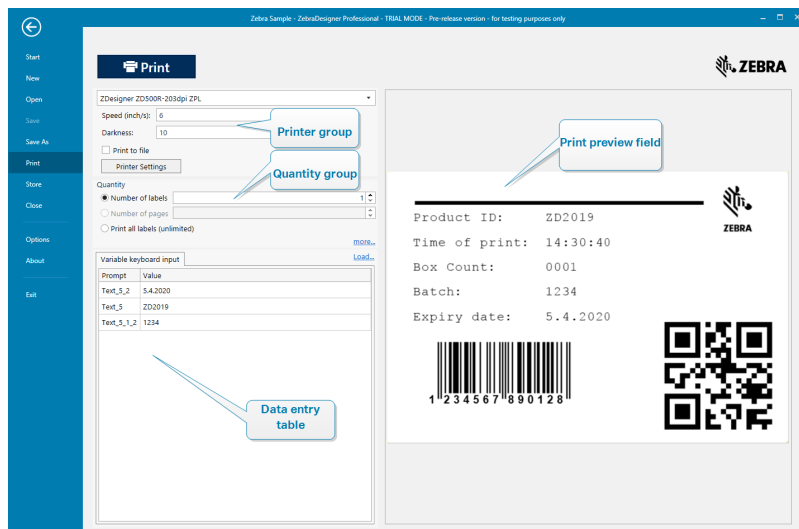 Zebra Sample - ZebraDesigner Professional - TRIAL MODE - Pre-release version - for testing purposes only
Start
New
Open
Save
Save As
Print
Store
Close
Options
About
Exit
Print
ZEBRA
ZDesigner ZD500R-203dpi ZPL
Speed (inch/s): 6
Darkness: 10
Print to file
Printer Settings
Printer group
Quantity
Number of labels 1
Number of pages
Print all labels (unlimited)
Quantity group
more...
Variable keyboard input
Load...
Prompt Value
Text_5_2 5.4.2020
Text_5 ZD2019
Text_5_1_2 1234
Data entry
table
Print preview field
ZEBRA
Product ID: ZD2019
Time of print: 14:30:40
Box Count: 0001
Batch: 1234
Expiry date: 5.4.2020
1 234567 890128